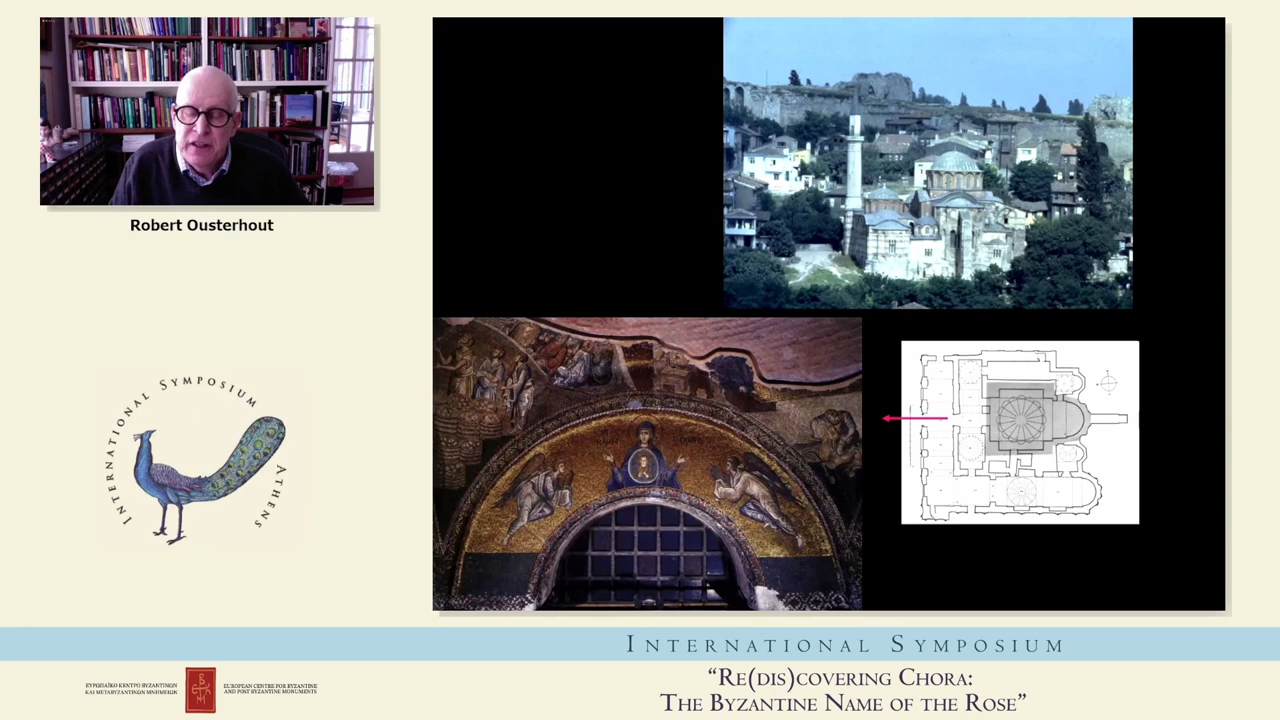 Robert Ousterhout
International Symposium
Athens
International Symposium
ΕΥΡΩΠΑΪΚΟ ΚΕΝΤΡΟ ΒΥΖΑΝΤΙΝΩΝ
ΚΑΙ ΜΕΤΑΒΥΖΑΝΤΙΝΩΝ ΜΝΗΜΕΙΩΝ
EUROPEAN CENTRE FOR BYZANTINE
AND POST BYZANTINE MONUMENTS
“Re(dis)covering Chora:
The Byzantine Name of the Rose”